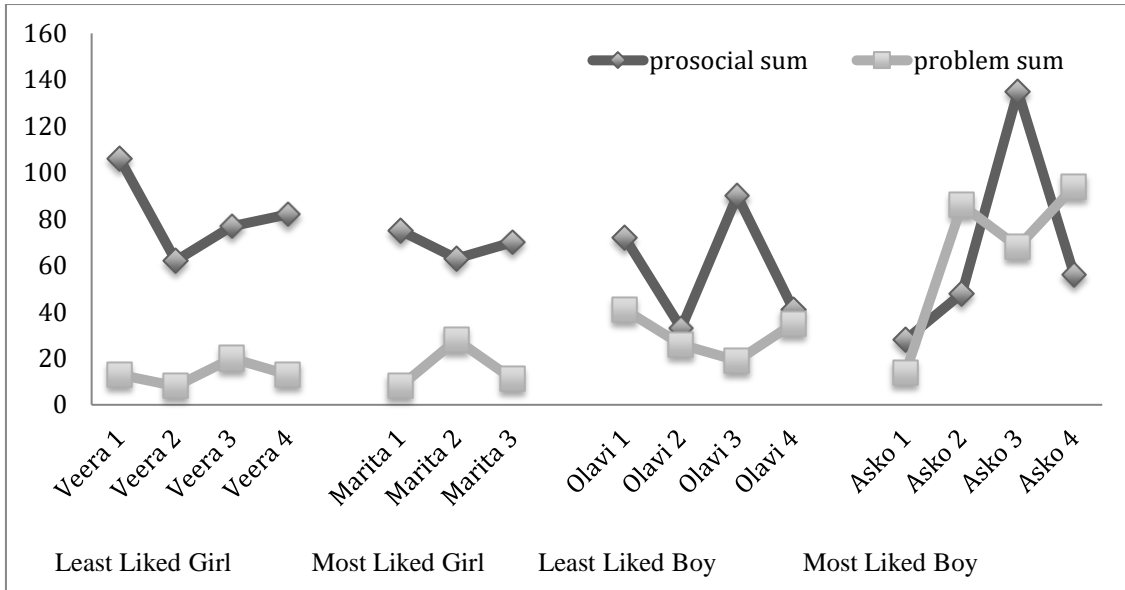 160
140
120
100
80
60
40
20
0
prosocial sum
problem sum
Veera 1
Veera 2
Veera 3
Veera 4
Marita 1
Marita 2
Marita 3
Olavi 1
Olavi 2
Olavi 3
Olavi 4
Asko 1
Asko 2
Asko 3
Asko 4
Least Liked Girl
Most Liked Girl
Least Liked Boy
Most Liked Boy